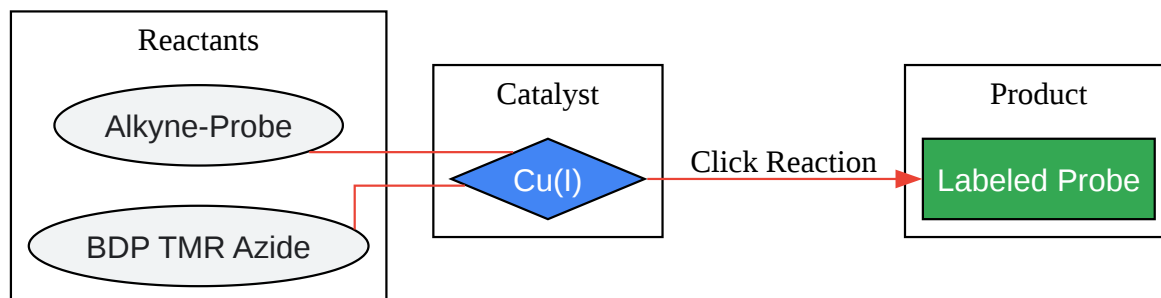 Reactants
Alkyne-Probe
BDP TMR Azide
Catalyst
Cu(I)
Click Reaction
Product
Labeled Probe